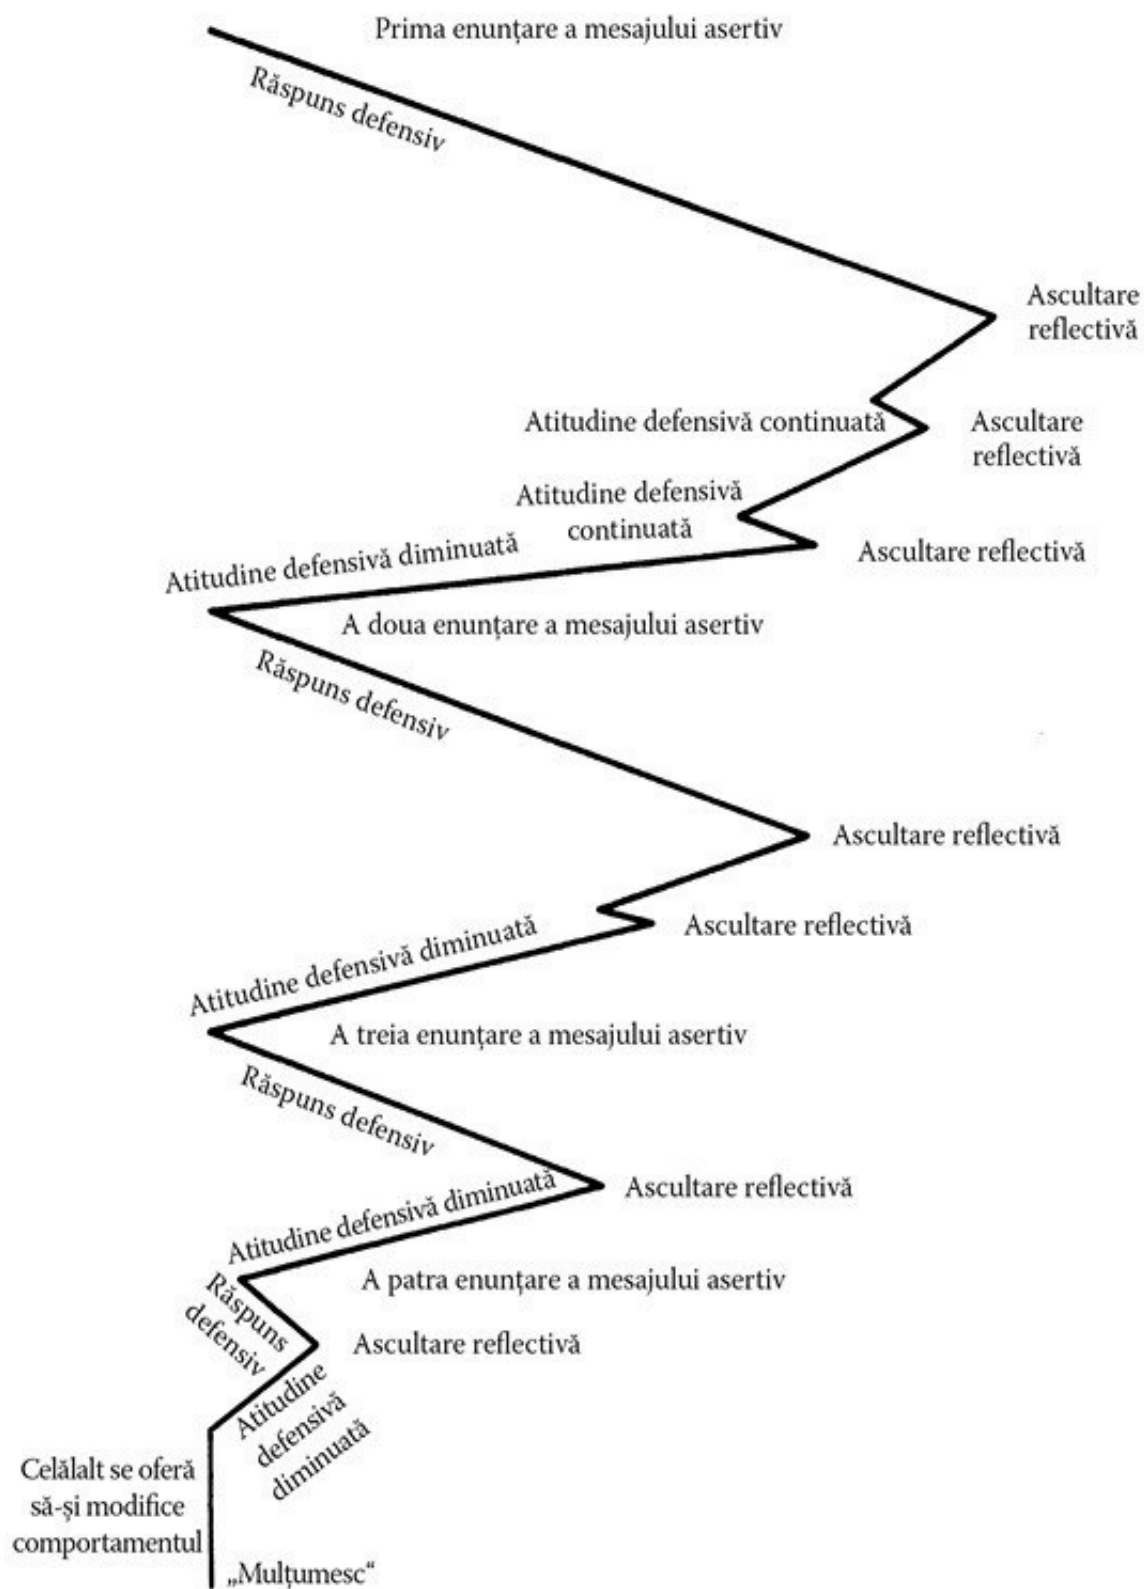 Prima enunțare a mesajului asertiv
Răspuns defensiv
Ascultare
reflectivă
Atitudine defensivă continuată
Ascultare
reflectivă
Atitudine defensivă
continuată
Ascultare reflectivă
Atitudine defensivă diminuată
A doua enunțare a mesajului asertiv
Răspuns defensiv
Ascultare reflectivă
Ascultare reflectivă
Atitudine defensivă diminuată
A treia enunțare a mesajului asertiv
Răspuns defensiv
Ascultare reflectivă
Atitudine defensivă diminuată
A patra enunțare a mesajului asertiv
Răspuns
defensiv
Ascultare reflectivă
Atitudine
defensivă
diminuată
Celălalt se oferă
să-și modifice
comportamentul
„Mulțumesc“